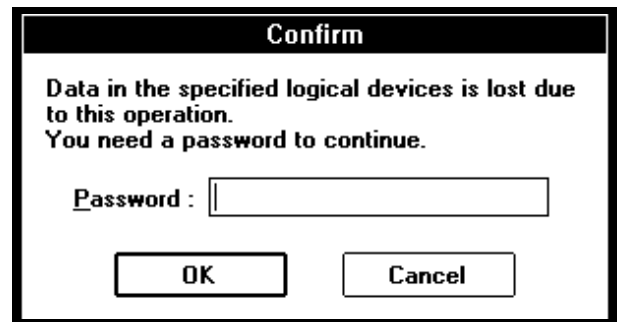 Confirm
Data in the specified logical devices is lost due
to this operation.
You need a password to continue.
Password :
OK Cancel